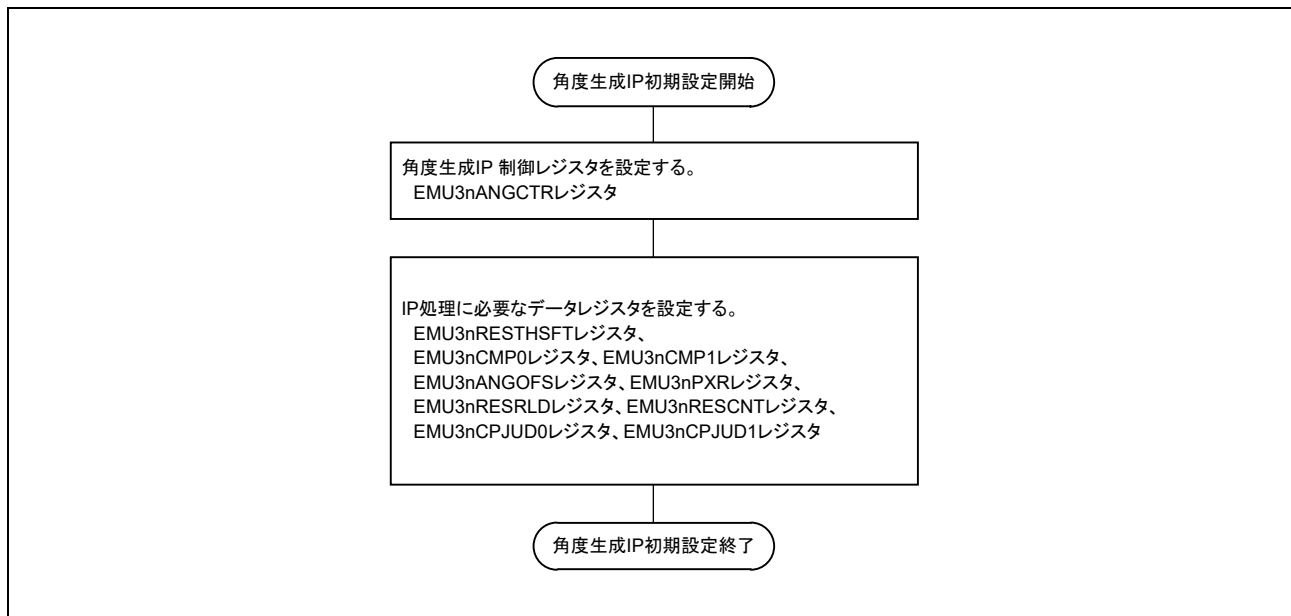 角度生成IP初期設定開始
角度生成IP 制御レジスタを設定する。
EMU3nANGCTRレジスタ
IP処理に必要なデータレジスタを設定する。
EMU3nRESTHSFTレジスタ、
EMU3nCMP0レジスタ、EMU3nCMP1レジスタ、
EMU3nANGOFSレジスタ、EMU3nPXRレジスタ、
EMU3nRESRLDレジスタ、EMU3nRESCNTレジスタ、
EMU3nCPJUD0レジスタ、EMU3nCPJUD1レジスタ
角度生成IP初期設定終了